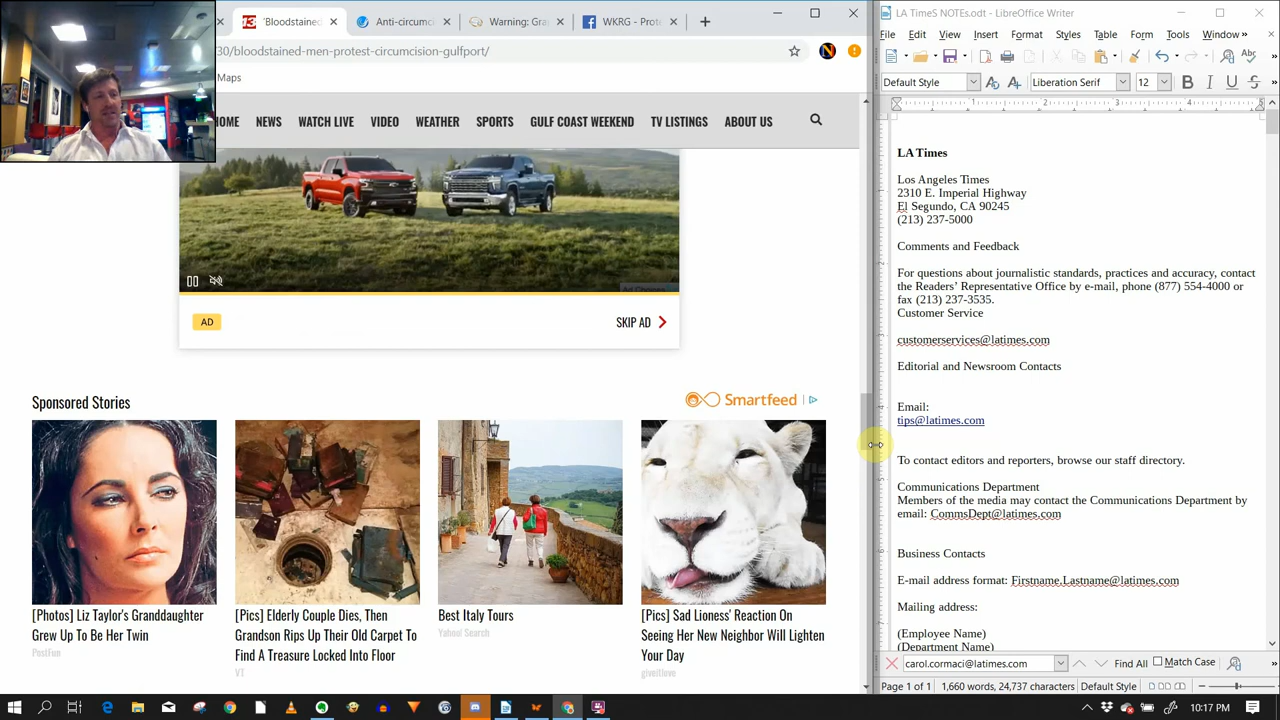 'Bloodstained
Anti-circumci
Warning: Gra
WKRG - Prote
30/bloodstained-men-protest-circumcision-gulfport/
Maps
HOME NEWS WATCH LIVE VIDEO WEATHER SPORTS GULF COAST WEEKEND TV LISTINGS ABOUT US
AD
SKIP AD
Sponsored Stories
Smartfeed
[Photos] Liz Taylor's Granddaughter
Grew Up To Be Her Twin
PostFun
[Pics] Elderly Couple Dies, Then
Grandson Rips Up Their Old Carpet To
Find A Treasure Locked Into Floor
VT
Best Italy Tours
Yahoo! Search
[Pics] Sad Lioness' Reaction On
Seeing Her New Neighbor Will Lighten
Your Day
giveitlove
LA TimeS NOTEs.odt - LibreOffice Writer
File Edit View Insert Format Styles Table Form Tools Window
Default Style
Liberation Serif
12
B I U S
LA Times
Los Angeles Times
2310 E. Imperial Highway
El Segundo, CA 90245
(213) 237-5000
Comments and Feedback
For questions about journalistic standards, practices and accuracy, contact
the Readers' Representative Office by e-mail, phone (877) 554-4000 or
fax (213) 237-3535.
Customer Service
customerservices@latimes.com
Editorial and Newsroom Contacts
Email:
tips@latimes.com
To contact editors and reporters, browse our staff directory.
Communications Department
Members of the media may contact the Communications Department by
email: CommsDept@latimes.com
Business Contacts
E-mail address format: Firstname.Lastname@latimes.com
Mailing address:
(Employee Name)
(Department Name)
carol.cormaci@latimes.com
Find All
Match Case
Page 1 of 1
1,660 words, 24,737 characters
Default Style
10:17 PM